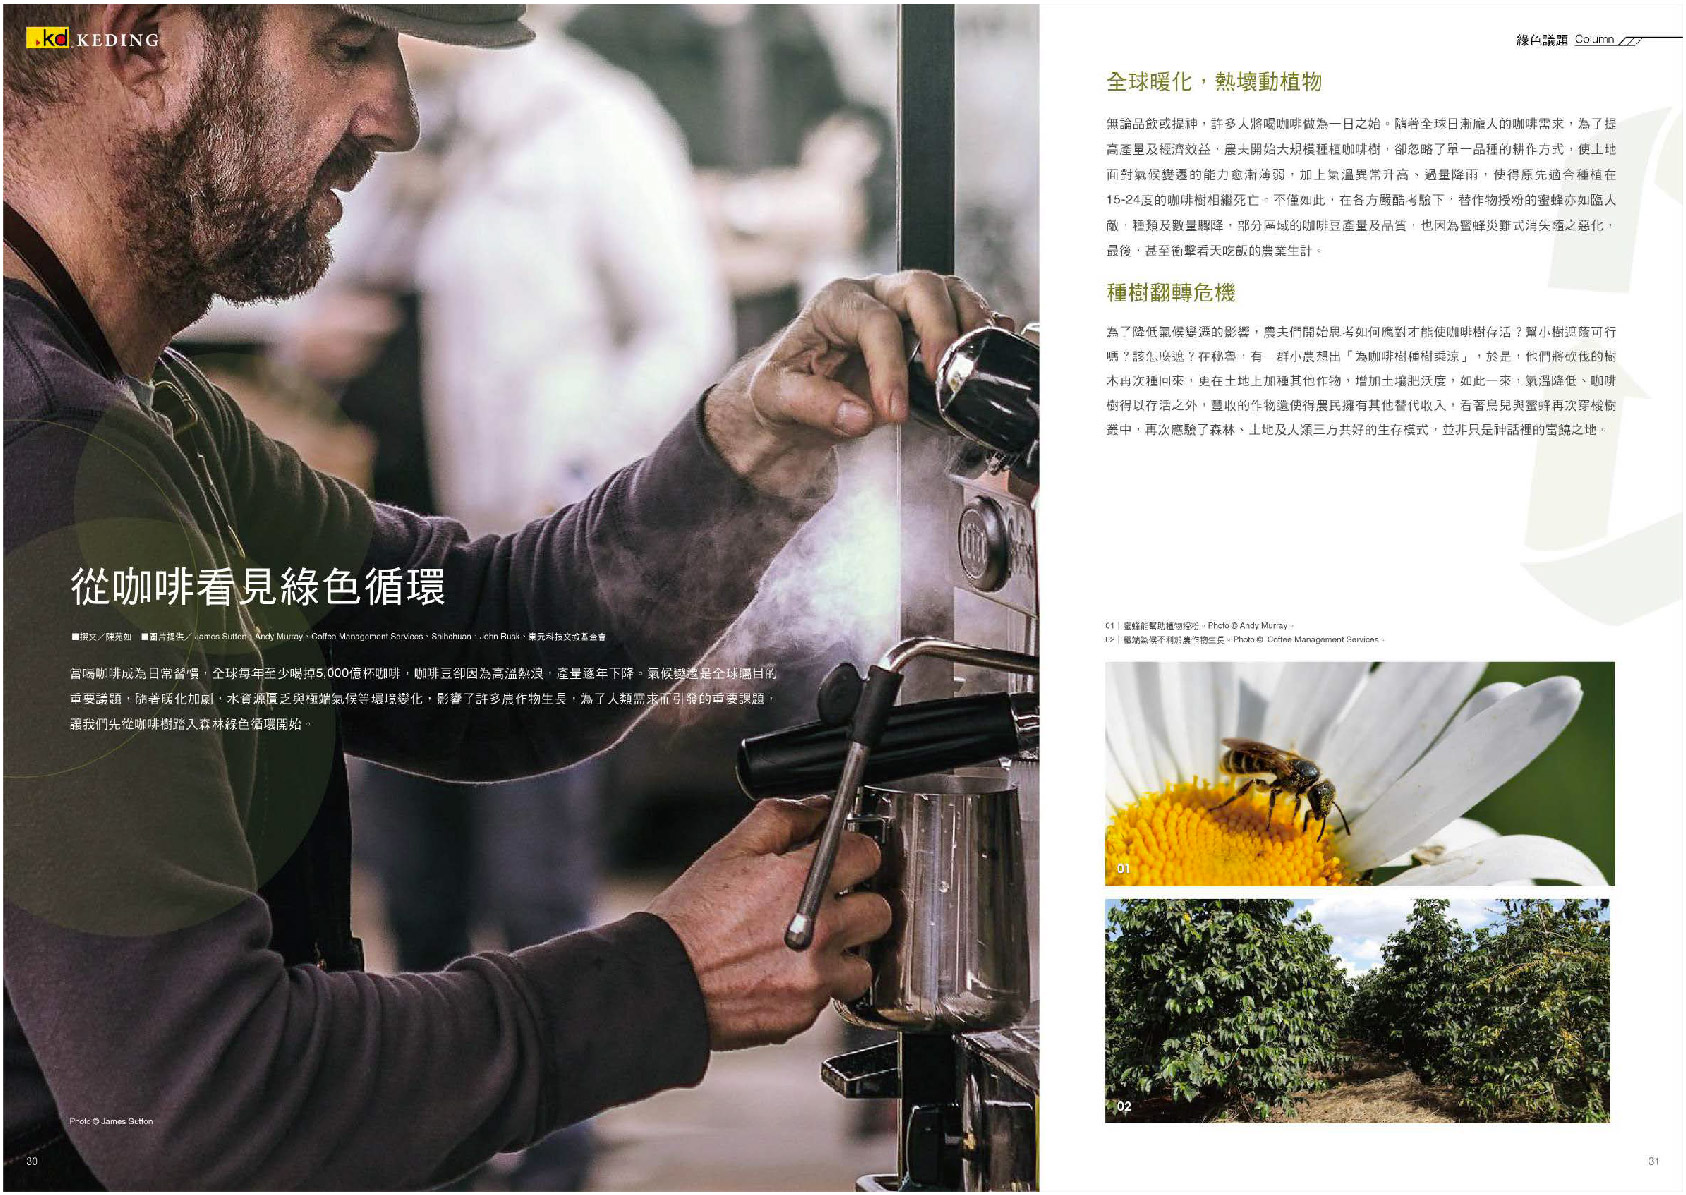 kd KEDING
從咖啡看見綠色循環
■撰文／陳宛如 ■圖片提供／James Sutton、Andy Murray、Coffee Management Services、Shihchuan、John Rusk、東元科技文教基金會
當喝咖啡成為日常習慣，全球每年至少喝掉5,000億杯咖啡，咖啡豆卻因為高溫熱浪，產量逐年下降。氣候變遷是全球矚目的
重要議題，隨著暖化加劇，水資源匱乏與極端氣候等環境變化，影響了許多農作物生長，為了人類需求而引發的重要課題，
讓我們先從咖啡樹踏入森林綠色循環開始。
Photo © James Sutton
30
綠色議題 Column
全球暖化，熱壞動植物
無論品飲或提神，許多人將喝咖啡做為一日之始。隨著全球日漸龐大的咖啡需求，為了提
高產量及經濟效益，農夫開始大規模種植咖啡樹，卻忽略了單一品種的耕作方式，使土地
面對氣候變遷的能力愈漸薄弱，加上氣溫異常升高、過量降雨，使得原先適合種植在
15-24度的咖啡樹相繼死亡。不僅如此，在各方嚴酷考驗下，替作物授粉的蜜蜂亦如臨大
敵，種類及數量驟降，部分區域的咖啡豆產量及品質，也因為蜜蜂災難式消失隨之惡化，
最後，甚至衝擊看天吃飯的農業生計。
種樹翻轉危機
為了降低氣候變遷的影響，農夫們開始思考如何應對才能使咖啡樹存活？幫小樹遮蔭可行
嗎？該怎麼遮？在秘魯，有一群小農想出「為咖啡樹種樹乘涼」，於是，他們將砍伐的樹
木再次種回來，更在土地上加種其他作物，增加土壤肥沃度，如此一來，氣溫降低、咖啡
樹得以存活之外，豐收的作物還使得農民擁有其他替代收入，看著鳥兒與蜜蜂再次穿梭樹
叢中，再次應驗了森林、土地及人類三方共好的生存模式，並非只是神話裡的富饒之地。
01｜蜜蜂能幫助植物授粉。Photo © Andy Murray。
02｜極端氣候不利於農作物生長。Photo © Coffee Management Services。
01
02
31